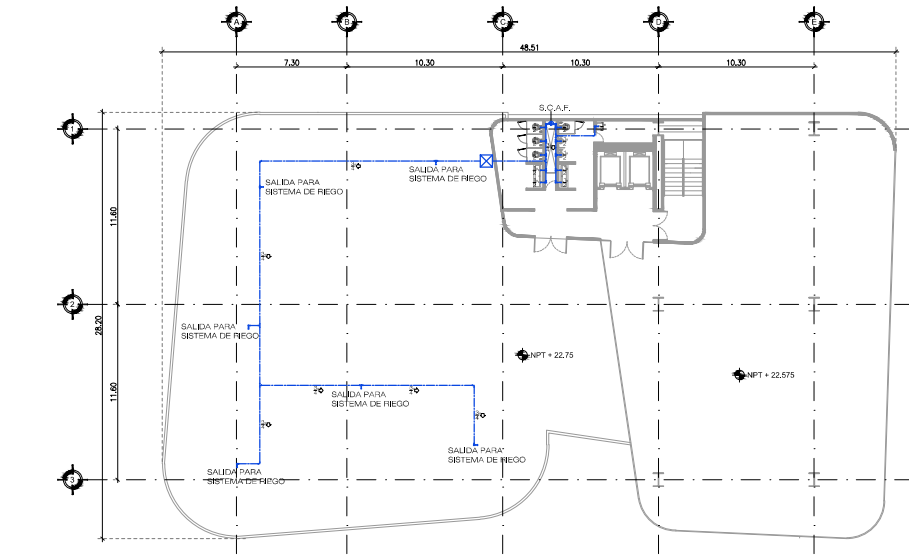 A
B
C
D
E
48.51
7.30
10.30
10.30
10.30
S.C.A.F.
1
SALIDA PARA
SISTEMA DE RIEGO
SALIDA PARA
SISTEMA DE RIEGO
11.60
2
28.20
SALIDA PARA
SISTEMA DE RIEGO
NPT + 22.75
NPT + 22.575
11.60
SALIDA PARA
SISTEMA DE RIEGO
SALIDA PARA
SISTEMA DE RIEGO
SALIDA PARA
SISTEMA DE RIEGO
3